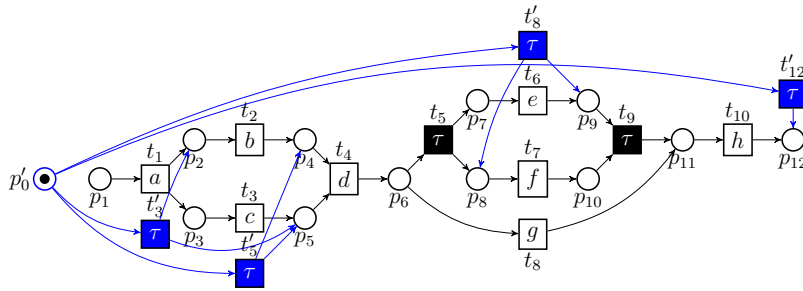 t′8
τ
t6
t′12
τ
t2
e
p7
p9
t5
t9
t10
t1
b
τ
τ
h
p2
p4
t4
p11
p12
t7
p′0
a
d
f
p1
p6
p8
p10
t′3
t3
τ
c
g
p3
p5
t8
t′5
τ